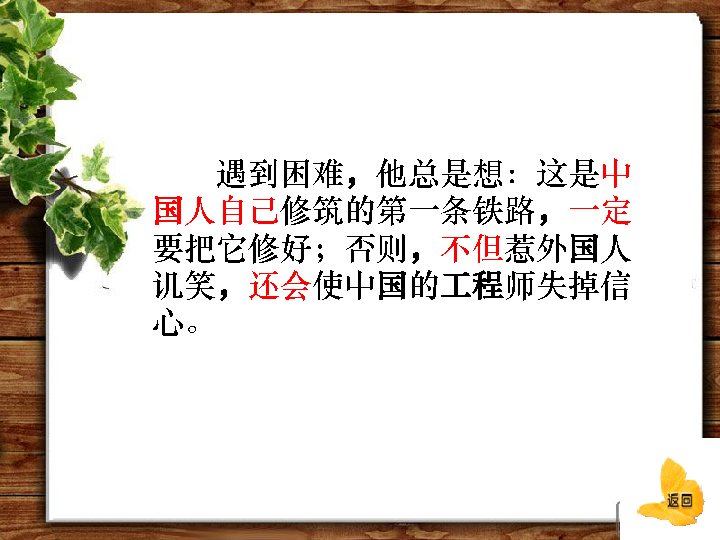 遇到困难，他总是想：这是中
国人自己修筑的第一条铁路，一定
要把它修好；否则，不但惹外国人
讥笑，还会使中国的工程师失掉信
心。
返回